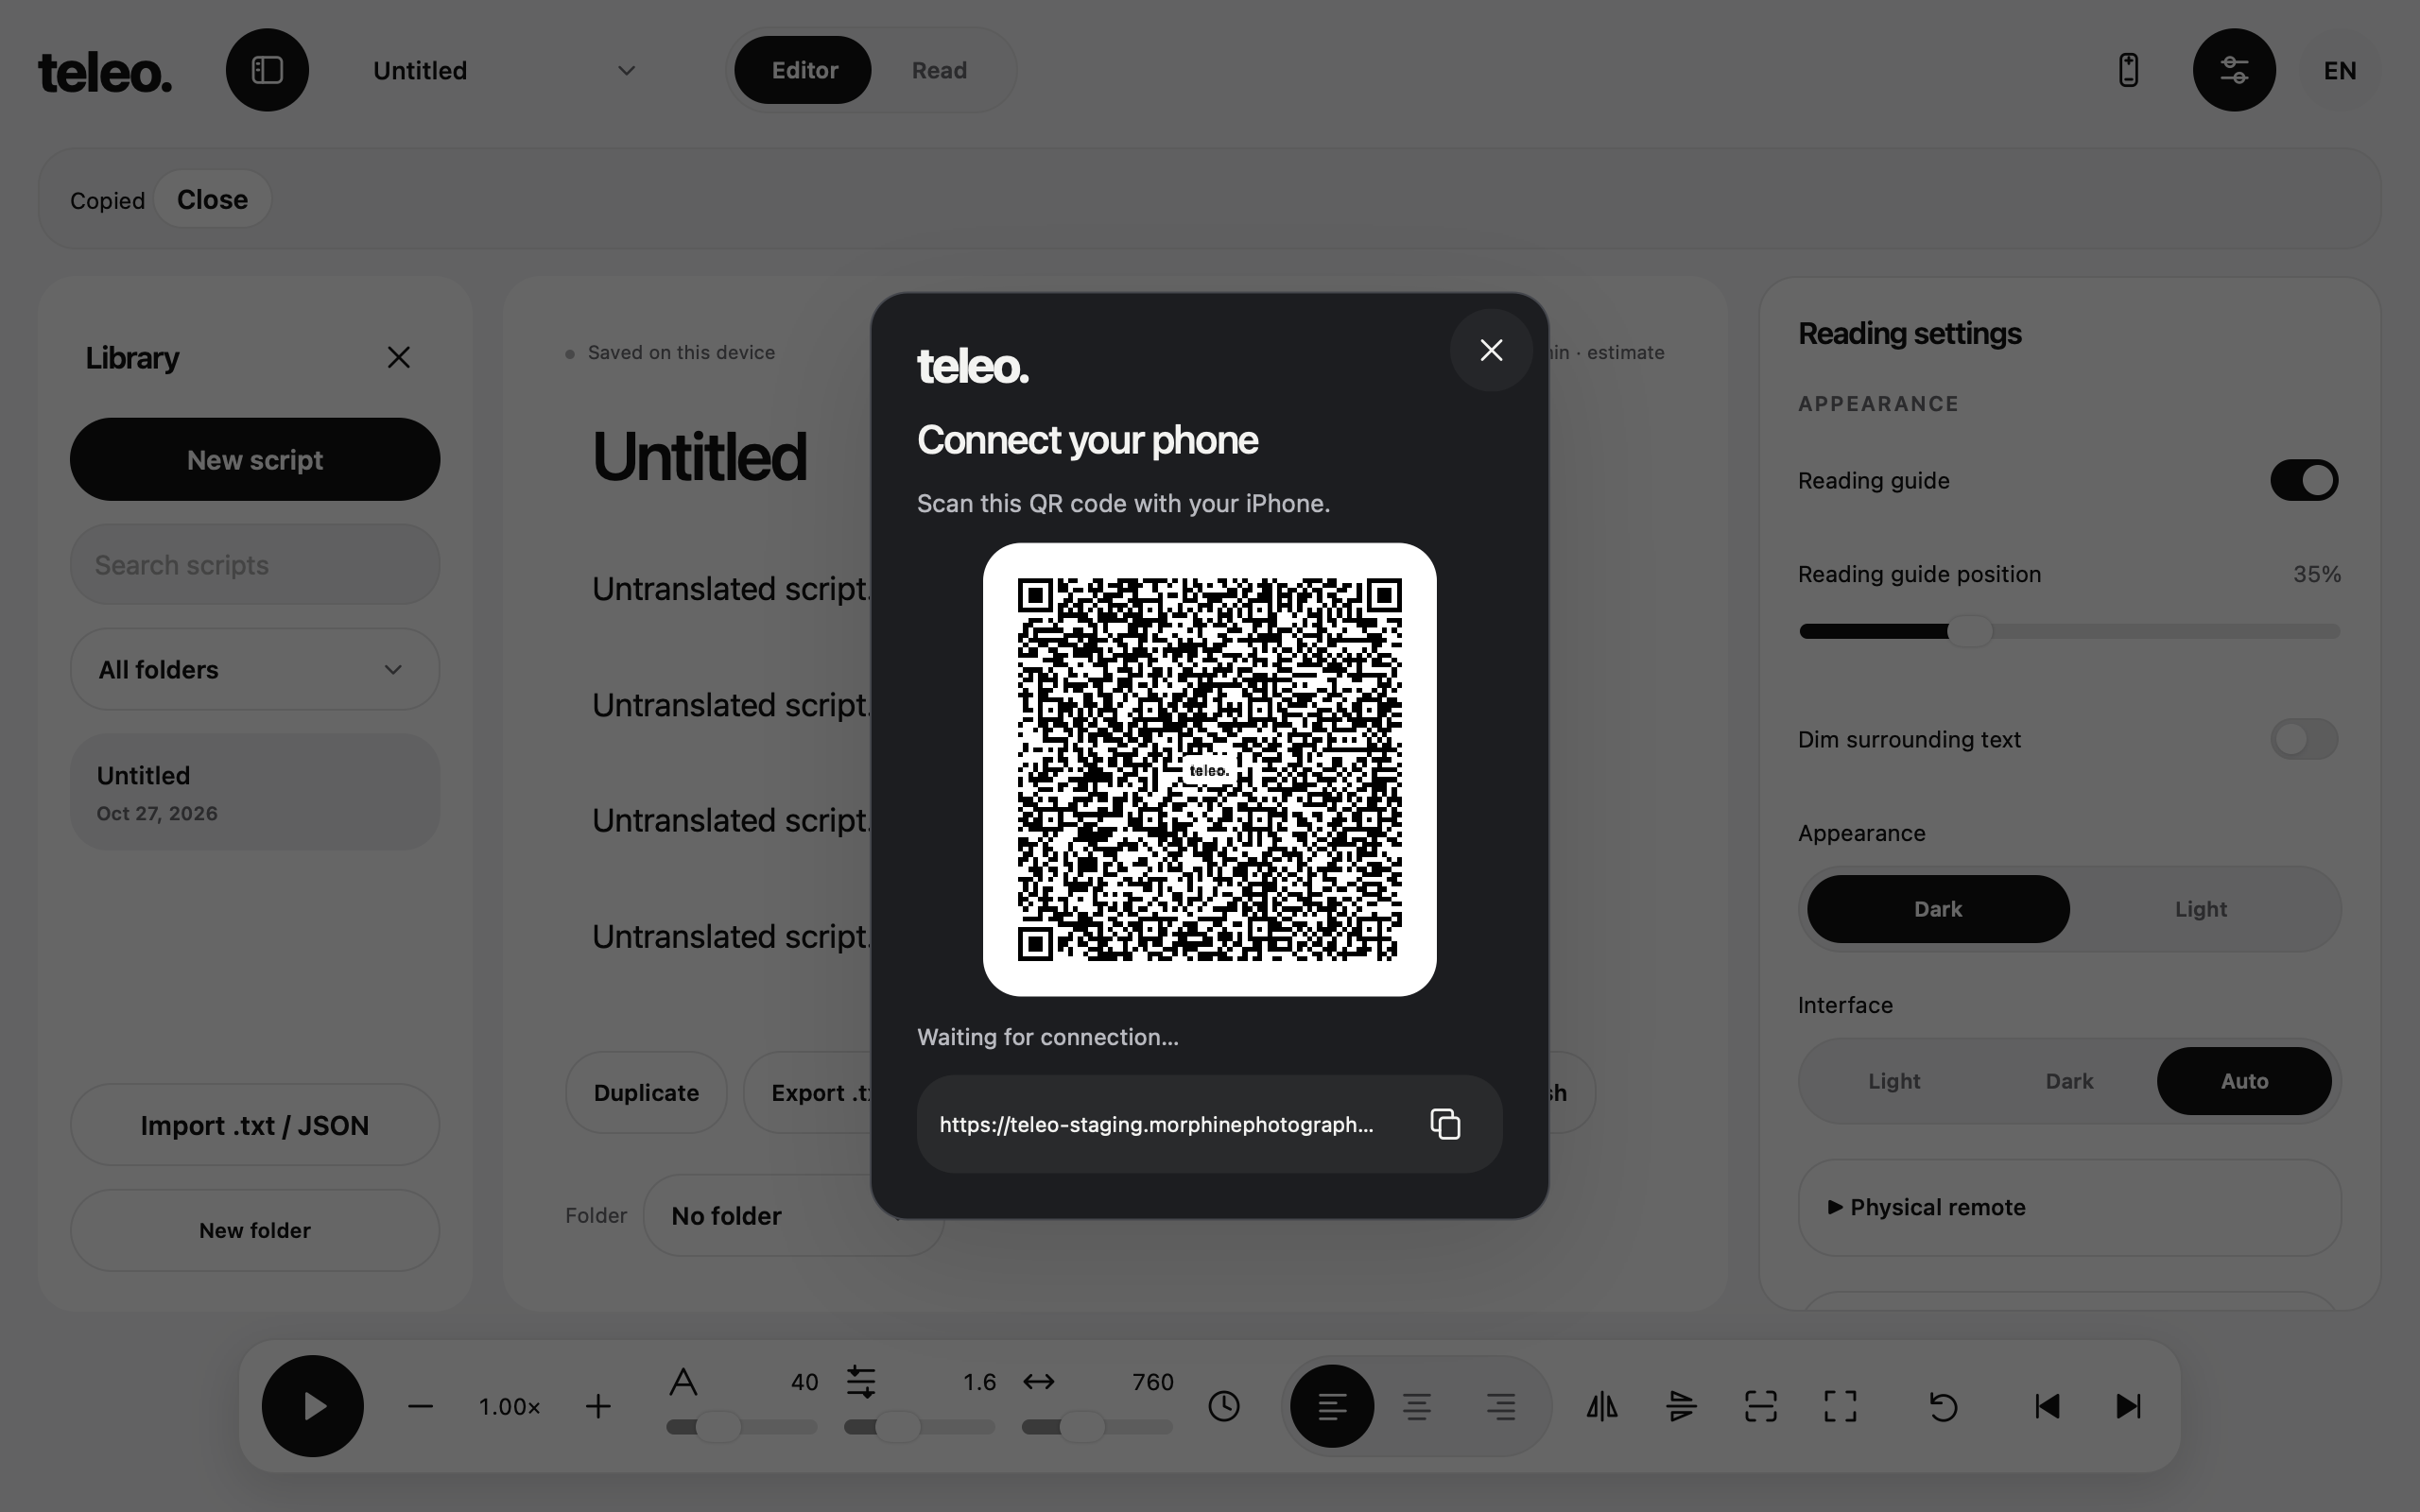 teleo.
Untitled
Editor
Read
EN
Copied
Close
Library
New script
Search scripts
All folders
Untitled
Oct 27, 2026
Import .txt / JSON
New folder
Saved on this device
· estimate
Untitled
Untranslated script.
Untranslated script.
Untranslated script.
Untranslated script.
Duplicate
Export
Folder
No folder
teleo.
Connect your phone
Scan this QR code with your iPhone.
teleo.
Waiting for connection...
https://teleo-staging.morphinephotograph...
Reading settings
APPEARANCE
Reading guide
Reading guide position
35%
Dim surrounding text
Appearance
Dark
Light
Interface
Light
Dark
Auto
Physical remote
1.00×
40
1.6
760